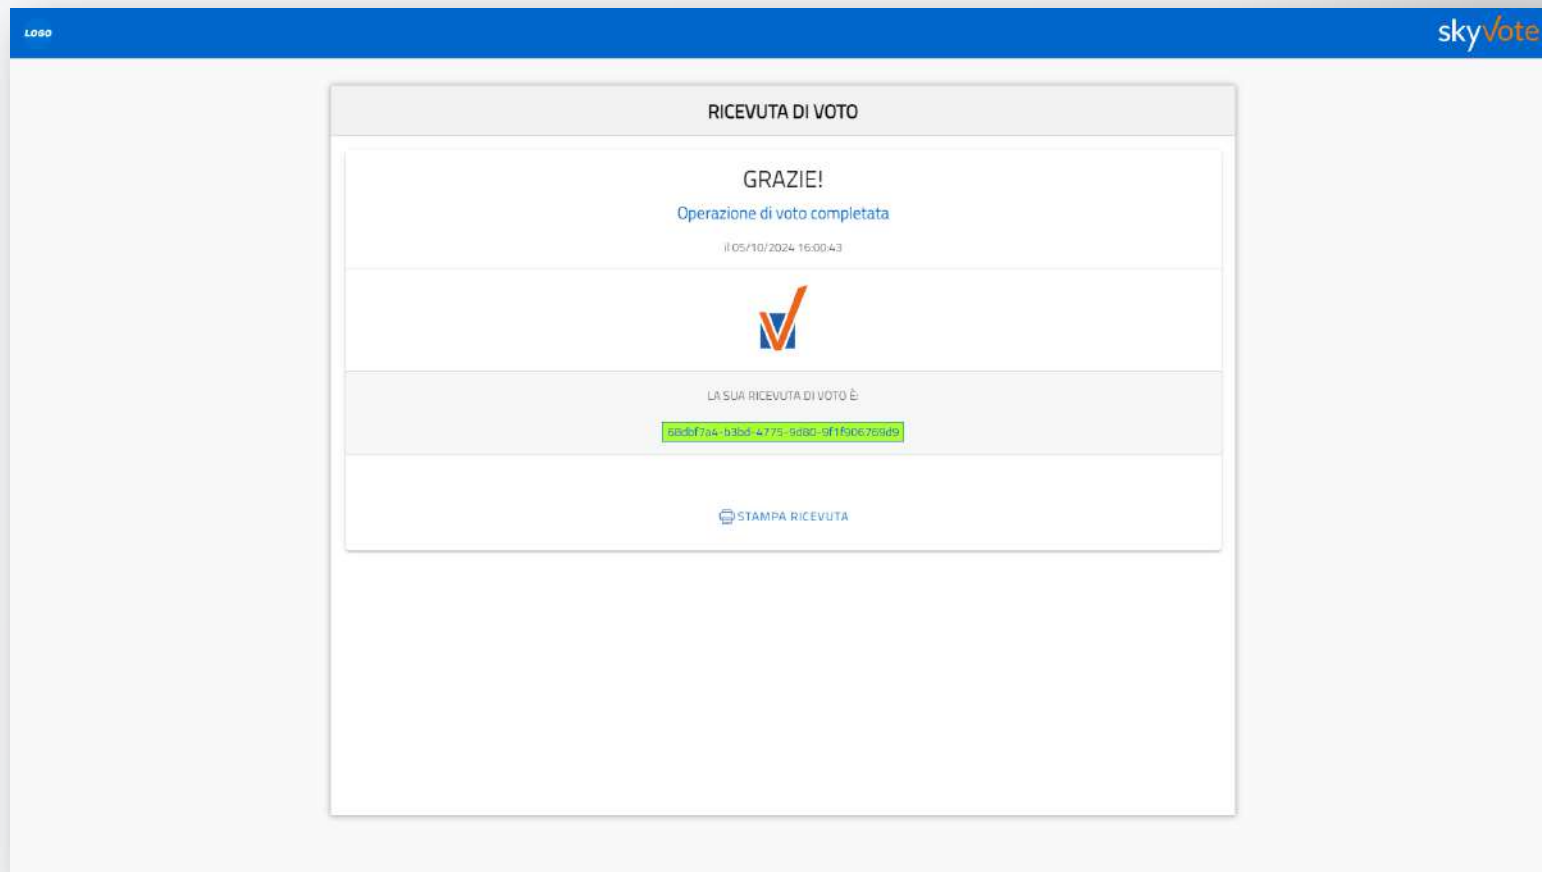 LOGO
skyVote
RICEVUTA DI VOTO
GRAZIE!
Operazione di voto completata
il 05/10/2024 16:00:43
LA SUA RICEVUTA DI VOTO È:
68dbf7a4-b3bd-4775-9d80-9f1f906769d9
STAMPA RICEVUTA